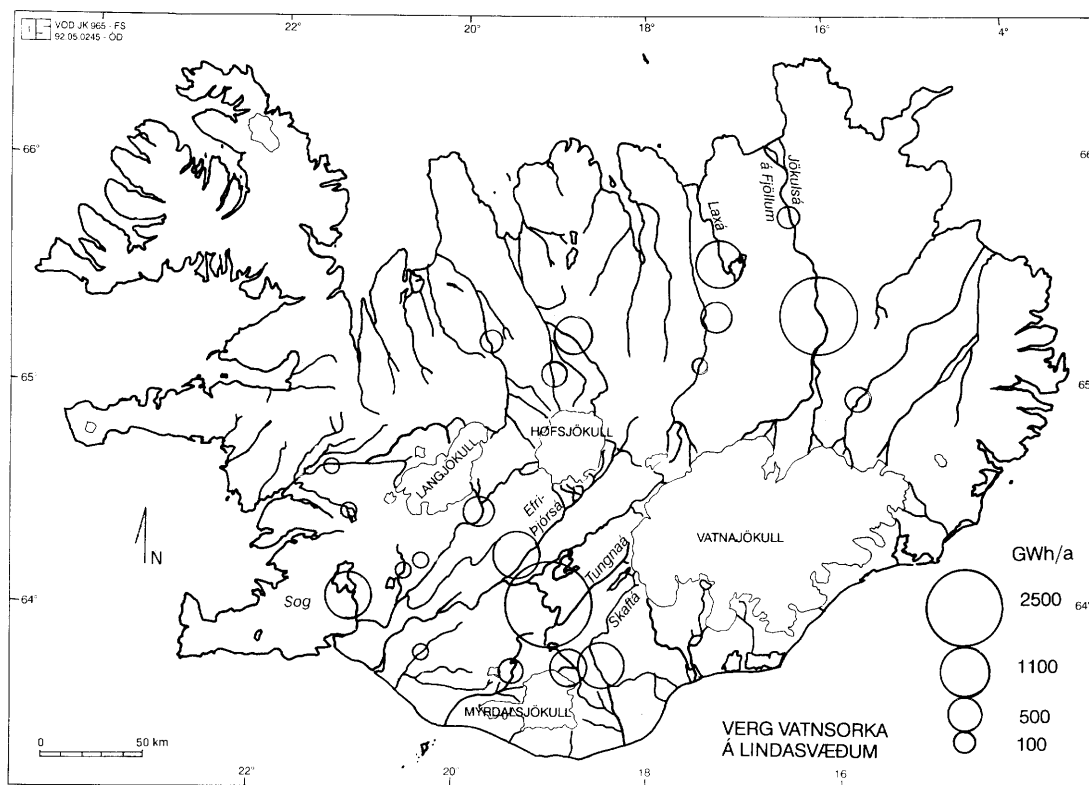 VOD JK 965 - FS
92.05.0245 - ÓD
22°
20°
18°
16°
4°
66°
66
65°
65
64°
64°
Jökulsá
á Fjöllum
Laxá
HØFSJÖKULL
LANGJÖKULL
Efri-
Þjórsá
Tungnaá
VATNAJÖKULL
Skaftá
Sog
MÝRDALSJÖKULL
N
GWh/a
2500
1100
500
100
VERG VATNSORKA
Á LINDASVÆÐUM
0 50 km
22°
20
18
16